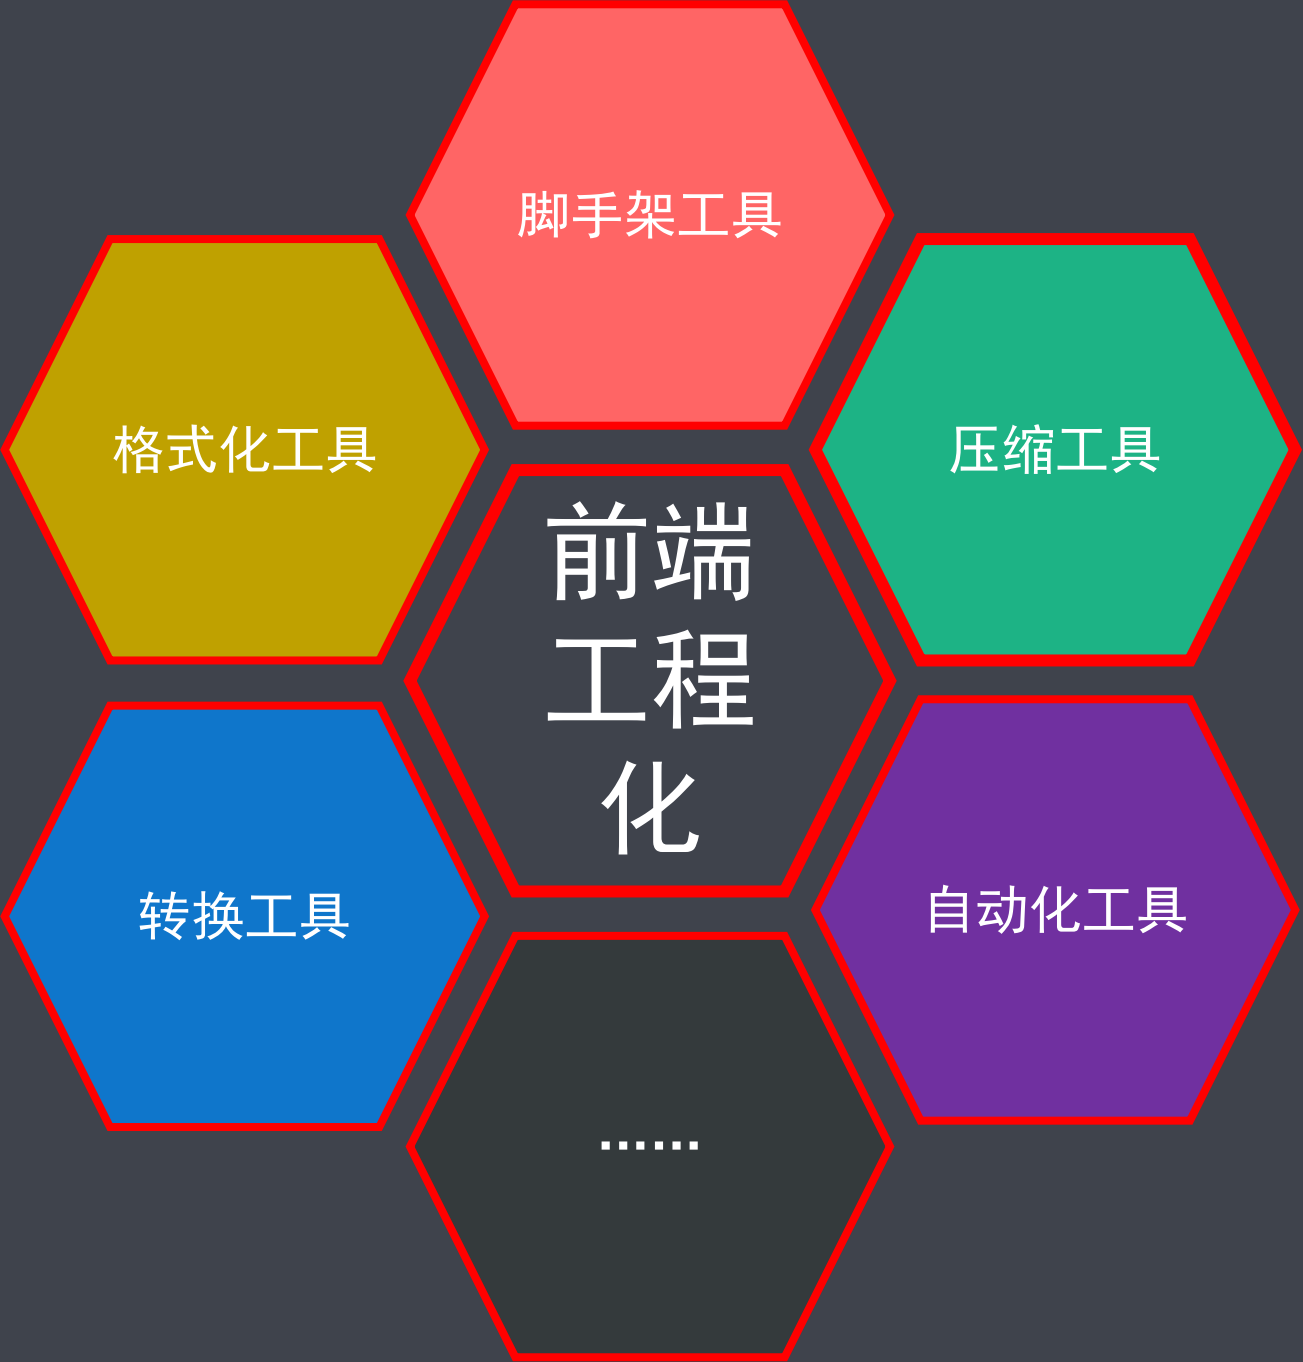 脚手架工具
格式化工具
压缩工具
前端
工程
化
转换工具
自动化工具
……